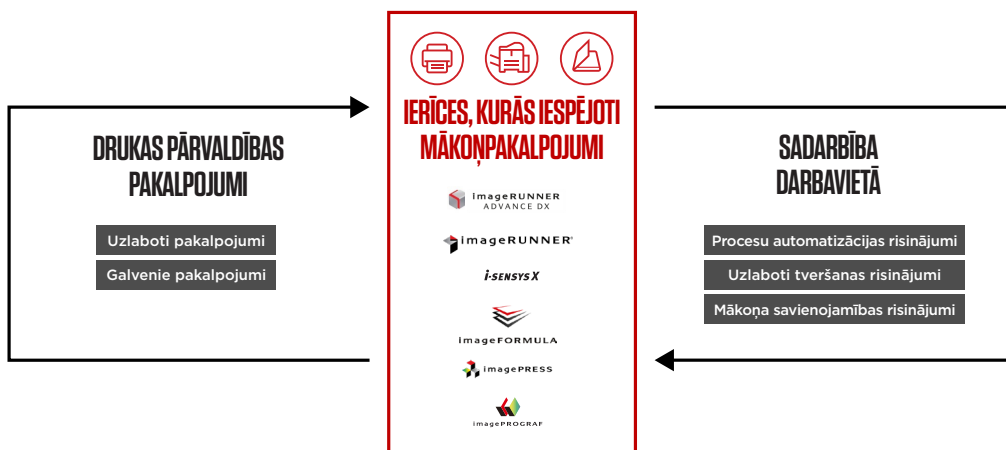 DRUKAS PĀRVALDĪBAS
PAKALPOJUMI
Uzlaboti pakalpojumi
Galvenie pakalpojumi
IERĪCES, KURĀS IESPĒJOTI
MĀKOŅPAKALPOJUMI
imageRUNNER
ADVANCE DX
imageRUNNER®
i-SENSYS X
imageFORMULA
imagePRESS
imagePROGRAF
SADARBĪBA
DARBAVIETĀ
Procesu automatizācijas risinājumi
Uzlaboti tveršanas risinājumi
Mākoņa savienojamības risinājumi